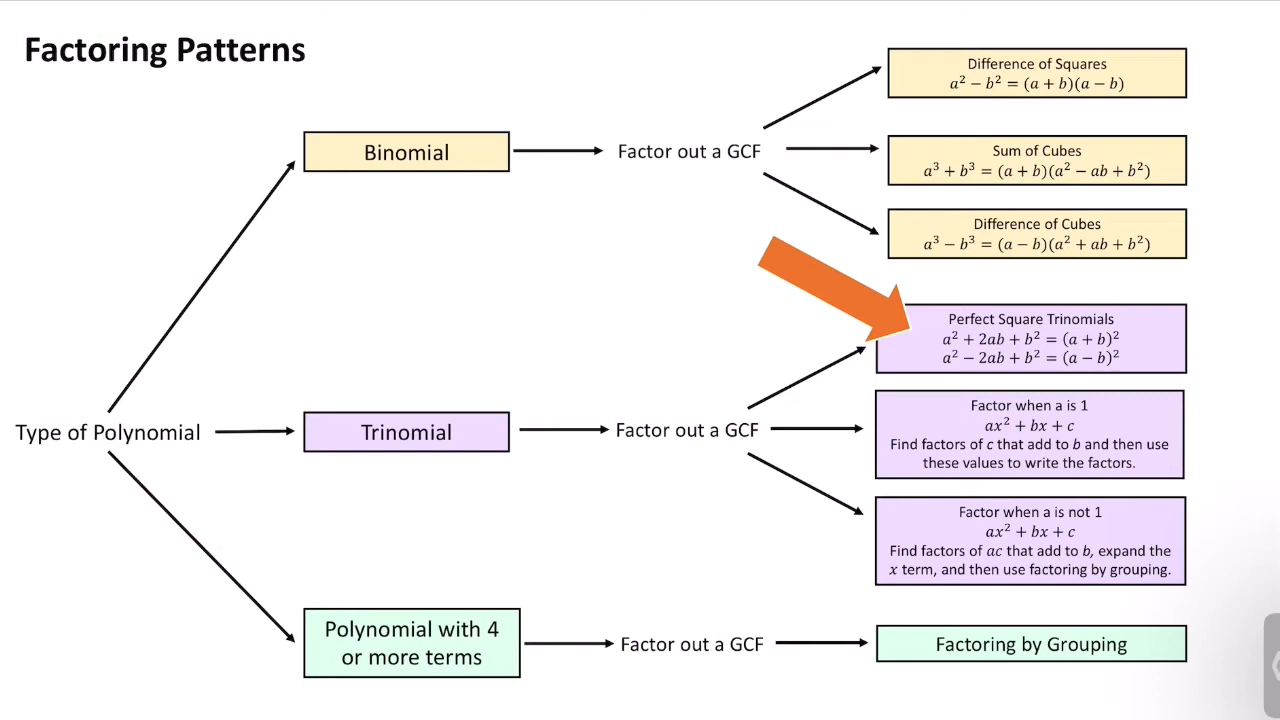 Factoring Patterns
Type of Polynomial
Binomial
Factor out a GCF
Difference of Squares
a² − b² = (a + b)(a − b)
Sum of Cubes
a³ + b³ = (a + b)(a² − ab + b²)
Difference of Cubes
a³ − b³ = (a − b)(a² + ab + b²)
Trinomial
Factor out a GCF
Perfect Square Trinomials
a² + 2ab + b² = (a + b)²
a² − 2ab + b² = (a − b)²
Factor when a is 1
ax² + bx + c
Find factors of c that add to b and then use
these values to write the factors.
Factor when a is not 1
ax² + bx + c
Find factors of ac that add to b, expand the
x term, and then use factoring by grouping.
Polynomial with 4
or more terms
Factor out a GCF
Factoring by Grouping